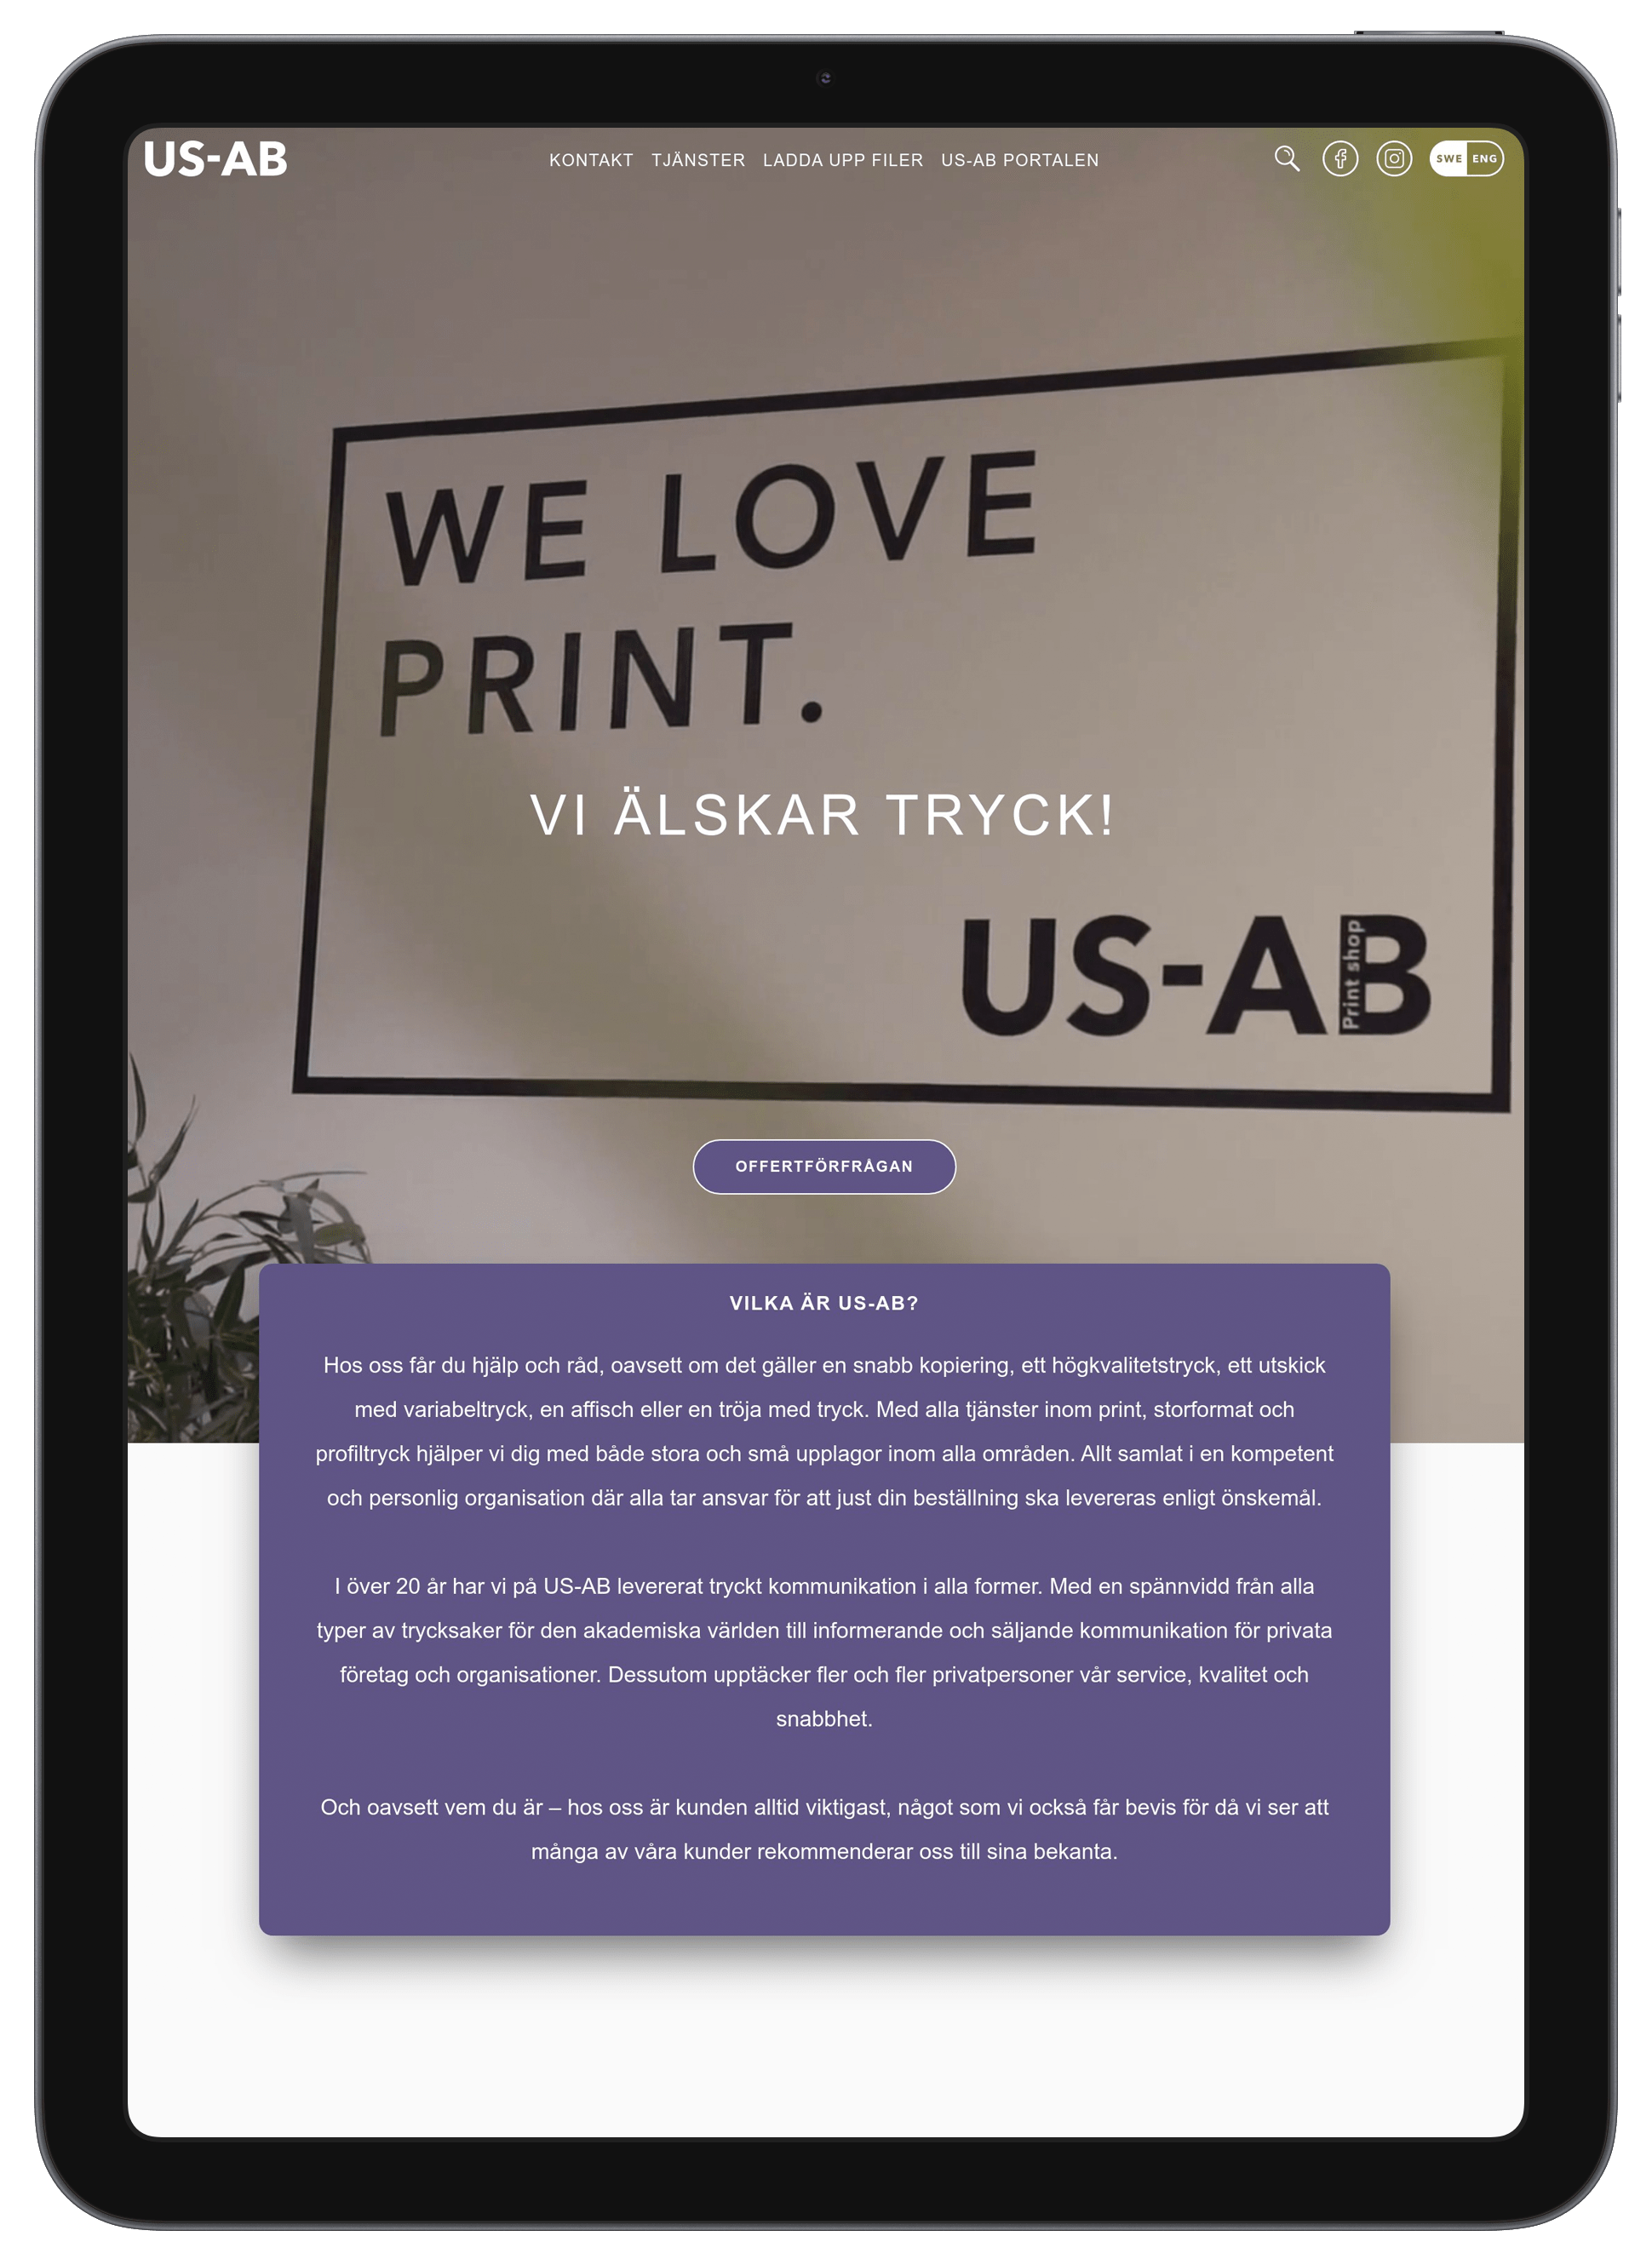 US-AB
KONTAKT TJÄNSTER LADDA UPP FILER US-AB PORTALEN
SWE ENG
WE LOVE
PRINT.
VI ÄLSKAR TRYCK!
US-AB
Print shop
OFFERTFÖRFRÅGAN
VILKA ÄR US-AB?
Hos oss får du hjälp och råd, oavsett om det gäller en snabb kopiering, ett högkvalitetstryck, ett utskick
med variabeltryck, en affisch eller en tröja med tryck. Med alla tjänster inom print, storformat och
profiltryck hjälper vi dig med både stora och små upplagor inom alla områden. Allt samlat i en kompetent
och personlig organisation där alla tar ansvar för att just din beställning ska levereras enligt önskemål.
I över 20 år har vi på US-AB levererat tryckt kommunikation i alla former. Med en spännvidd från alla
typer av trycksaker för den akademiska världen till informerande och säljande kommunikation för privata
företag och organisationer. Dessutom upptäcker fler och fler privatpersoner vår service, kvalitet och
snabbhet.
Och oavsett vem du är – hos oss är kunden alltid viktigast, något som vi också får bevis för då vi ser att
många av våra kunder rekommenderar oss till sina bekanta.